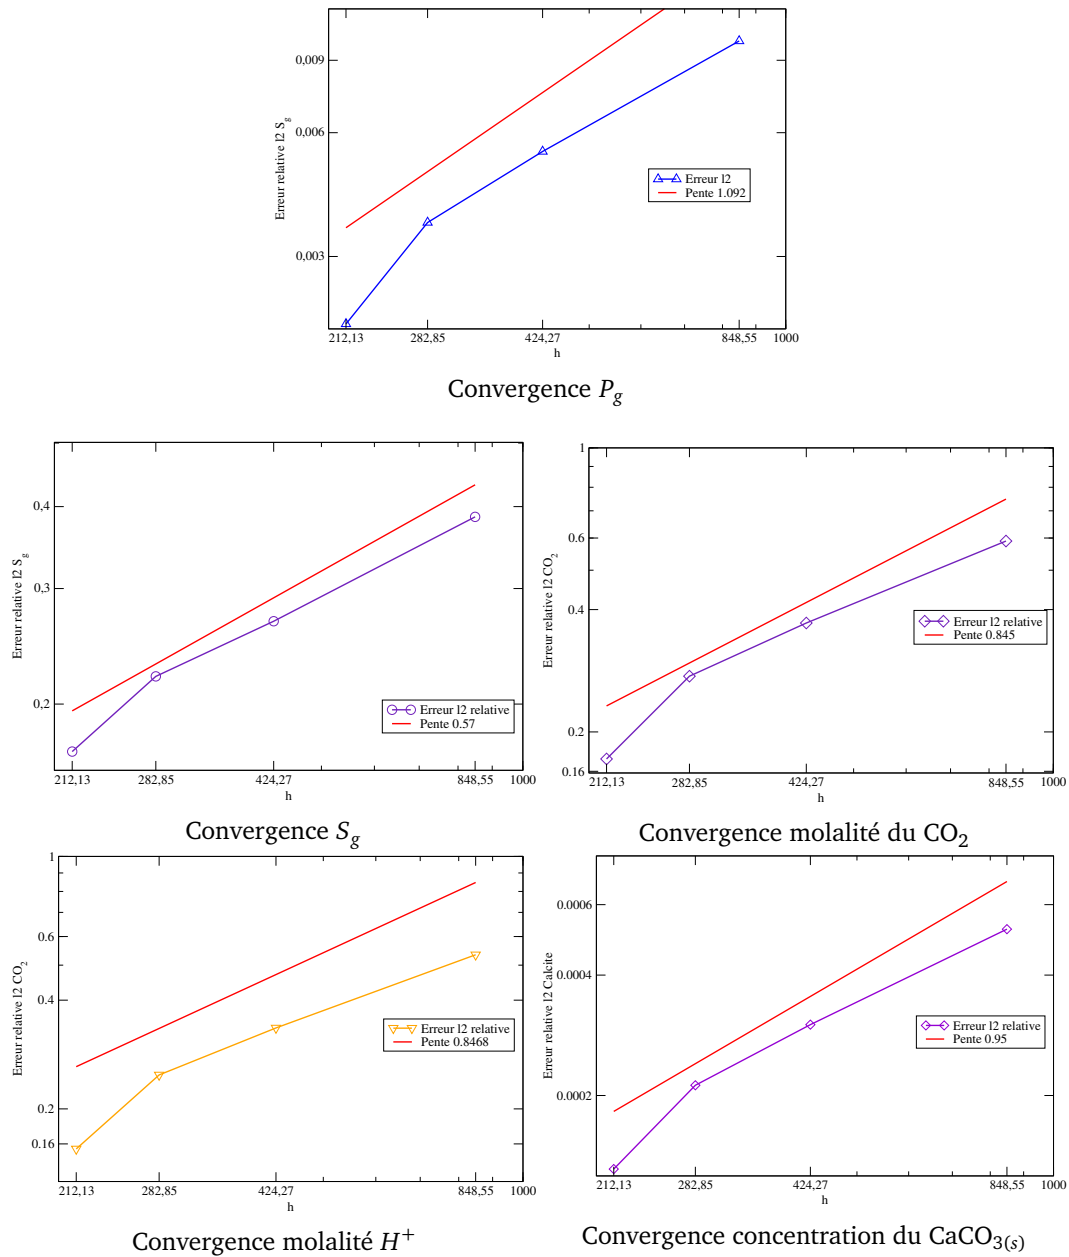 0,009
0,006
0,003
Erreur relative l2 S_g
Erreur l2
Pente 1.092
212,13 282,85 424,27 848,55 1000
h
Convergence P_g
0,4
0,3
0,2
Erreur relative l2 S_g
Erreur l2 relative
Pente 0.57
212,13 282,85 424,27 848,55 1000
h
Convergence S_g
1
0.6
0.4
0.2
0.16
Erreur relative l2 CO_2
Erreur l2 relative
Pente 0.845
212,13 282,85 424,27 848,55 1000
h
Convergence molalité du CO_2
1
0.6
0.4
0.2
0.16
Erreur relative l2 CO_2
Erreur l2 relative
Pente 0.8468
212,13 282,85 424,27 848,55 1000
h
Convergence molalité H^+
0.0006
0.0004
0.0002
Erreur relative l2 Calcite
Erreur l2 relative
Pente 0.95
212,13 282,85 424,27 848,55 1000
h
Convergence concentration du CaCO_3(s)